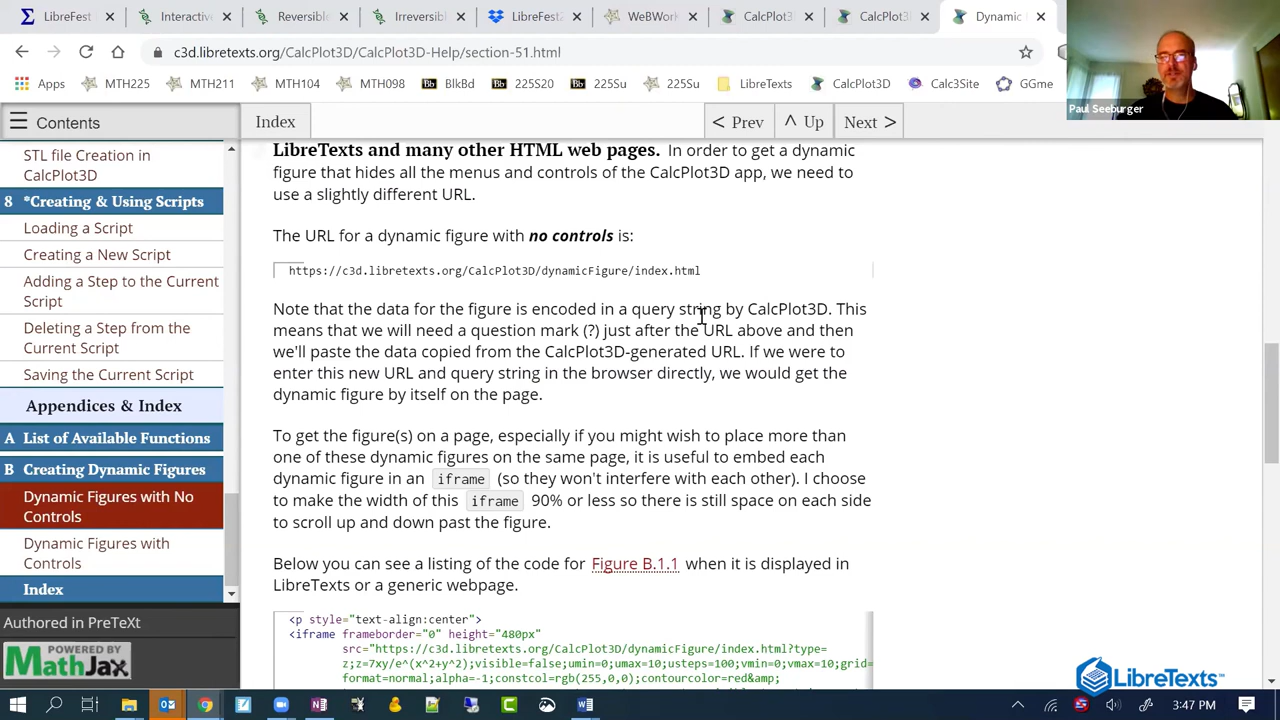 LibreFest
Interactive
Reversible
Irreversibl
LibreFest2
WeBWork
CalcPlot3D
CalcPlot3D
Dynamic
c3d.libretexts.org/CalcPlot3D/CalcPlot3D-Help/section-51.html
Apps MTH225 MTH211 MTH104 MTH098 Bb BlkBd Bb 225S20 Bb 225Su Bb 225Su LibreTexts CalcPlot3D Calc3Site GGme
Paul Seeburger
Contents
Index
< Prev
^ Up
Next >
STL file Creation in
CalcPlot3D
8 *Creating & Using Scripts
Loading a Script
Creating a New Script
Adding a Step to the Current
Script
Deleting a Step from the
Current Script
Saving the Current Script
Appendices & Index
A List of Available Functions
B Creating Dynamic Figures
Dynamic Figures with No
Controls
Dynamic Figures with
Controls
Index
Authored in PreTeXt
POWERED BY
MathJax
LibreTexts and many other HTML web pages. In order to get a dynamic
figure that hides all the menus and controls of the CalcPlot3D app, we need to
use a slightly different URL.
The URL for a dynamic figure with no controls is:
https://c3d.libretexts.org/CalcPlot3D/dynamicFigure/index.html
Note that the data for the figure is encoded in a query string by CalcPlot3D. This
means that we will need a question mark (?) just after the URL above and then
we'll paste the data copied from the CalcPlot3D-generated URL. If we were to
enter this new URL and query string in the browser directly, we would get the
dynamic figure by itself on the page.
To get the figure(s) on a page, especially if you might wish to place more than
one of these dynamic figures on the same page, it is useful to embed each
dynamic figure in an iframe (so they won't interfere with each other). I choose
to make the width of this iframe 90% or less so there is still space on each side
to scroll up and down past the figure.
Below you can see a listing of the code for Figure B.1.1 when it is displayed in
LibreTexts or a generic webpage.
<p style="text-align:center">
<iframe frameborder="0" height="480px"
src="https://c3d.libretexts.org/CalcPlot3D/dynamicFigure/index.html?type=
z;z=7xy/e^(x^2+y^2);visible=false;umin=0;umax=10;usteps=100;vmin=0;vmax=10;grid=
format=normal;alpha=-1;constcol=rgb(255,0,0);contourcolor=red&amp;
LibreTexts™
3:47 PM